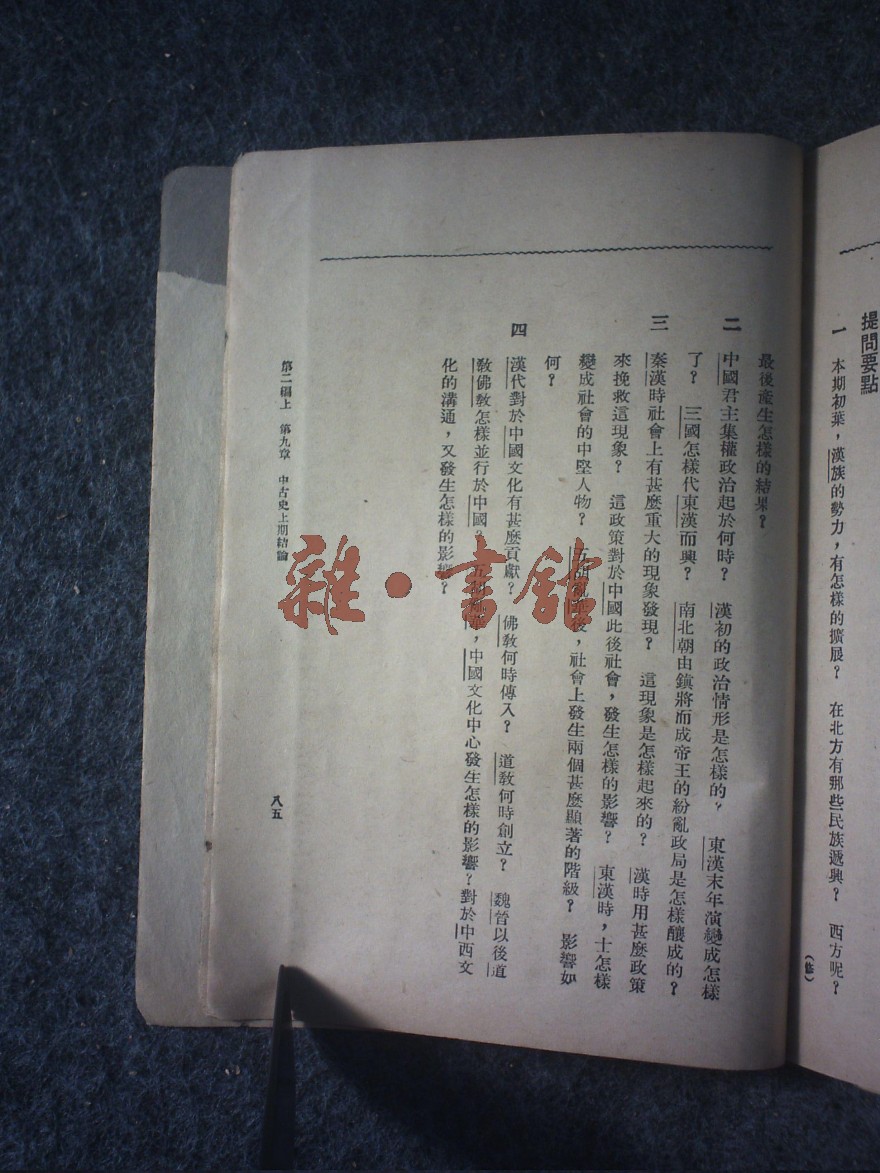 提問要點
一　本期初葉，漢族的勢力，有怎樣的擴展？　在北方有那些民族遞興？　西方呢？
最後產生怎樣的結果？
二　中國君主集權政治起於何時？　漢初的政治情形是怎樣的？　東漢末年演變成怎樣
了？　三國怎樣代東漢而興？　南北朝由鎮將而成帝王的紛亂政局是怎樣釀成的？
三　秦漢時社會上有甚麼重大的現象發現？　這現象是怎樣起來的？　漢時用甚麼政策
來挽救這現象？　這政策對於中國此後社會，發生怎樣的影響？　東漢時，士怎樣
變成社會的中堅人物？　五胡亂華後，社會上發生兩個甚麼顯著的階級？　影響如
何？
四　漢代對於中國文化有甚麼貢獻？　佛教何時傳入？　道教何時創立？　魏晉以後道
教佛教怎樣並行於中國？五胡亂華，中國文化中心發生怎樣的影響？對於中西文
化的溝通，又發生怎樣的影響？
第二編上　第九章　中古史上期結論
八五
雜·書館